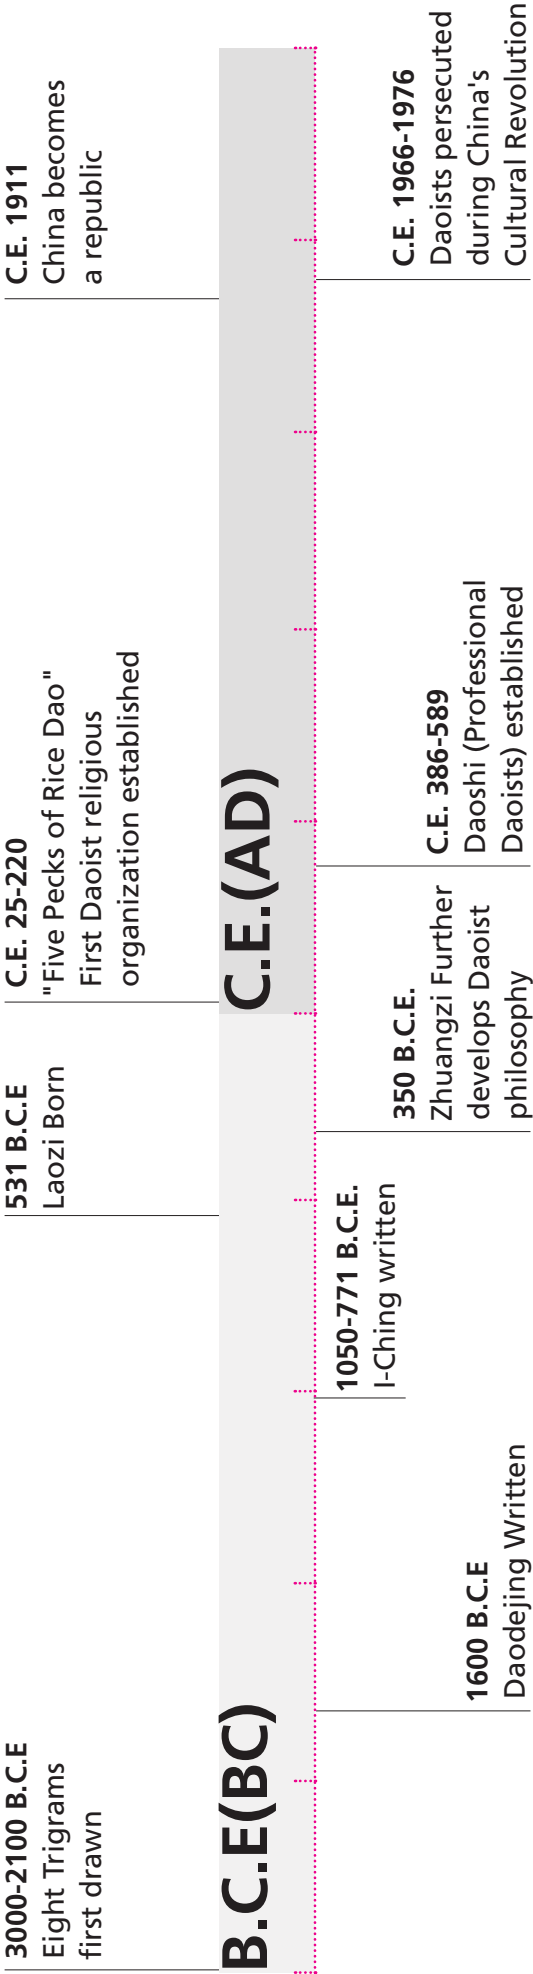 3000-2100 B.C.E
Eight Trigrams
first drawn
531 B.C.E
Laozi Born
C.E. 25-220
"Five Pecks of Rice Dao"
First Daoist religious
organization established
C.E. 1911
China becomes
a republic
B.C.E(BC)
C.E.(AD)
1600 B.C.E
Daodejing Written
1050-771 B.C.E.
I-Ching written
350 B.C.E.
Zhuangzi Further
develops Daoist
philosophy
C.E. 386-589
Daoshi (Professional
Daoists) established
C.E. 1966-1976
Daoists persecuted
during China's
Cultural Revolution